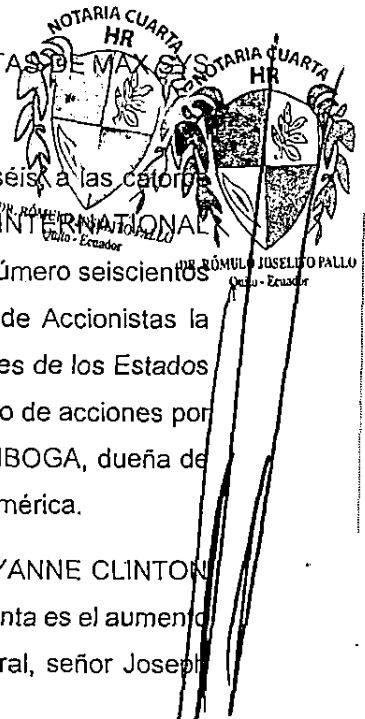 NOTARIA CUARTA
HR
NOTARIA CUARTA
HR
TAS DE MAX SYS
séis, a las catorce
INTERNATIONAL
DR. RÓMULO JOSELITO PALLO
Quito - Ecuador
úmero seiscientos
DR. RÓMULO JOSELITO PALLO
Quito - Ecuador
de Accionistas la
es de los Estados
o de acciones por
IBOGA, dueña de
mérica.
YANNE CLINTON
nta es el aumento
ral, señor Joseph